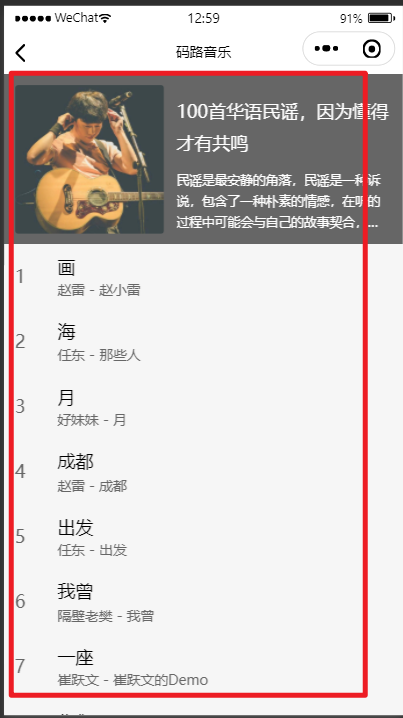 WeChat 12:59 91%
码路音乐
100首华语民谣，因为懂得
才有共鸣
民谣是最安静的角落，民谣是一种诉
说，包含了一种朴素的情感，在听的
过程中可能会与自己的故事契合，...
1 画
赵雷 - 赵小雷
2 海
任东 - 那些人
3 月
好妹妹 - 月
4 成都
赵雷 - 成都
5 出发
任东 - 出发
6 我曾
隔壁老樊 - 我曾
7 一座
崔跃文 - 崔跃文的Demo